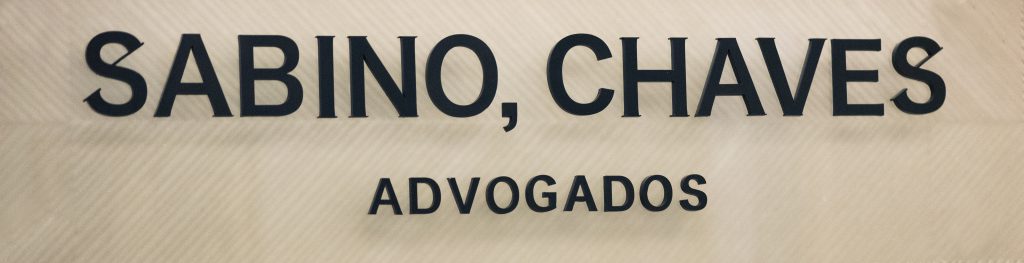 SABINO, CHAVES
ADVOGADOS